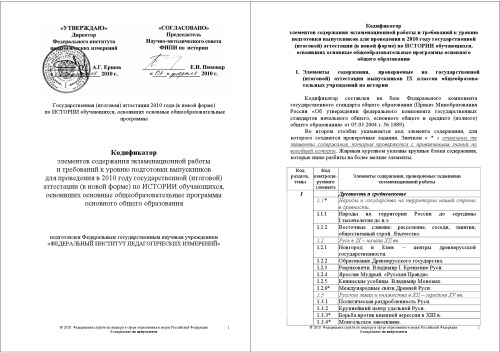 «УТВЕРЖДАЮ»
Директор
Федерального института
педагогических измерений
А.Г. Ершов
2010 г.
«СОГЛАСОВАНО»
Председатель
Научно-методического совета
ФИПИ по истории
Е.И. Пивовар
2010 г.
Государственная (итоговая) аттестация 2010 года (в новой форме)
по ИСТОРИИ обучающихся, освоивших основные общеобразовательные
программы
Кодификатор
элементов содержания экзаменационной работы
и требований к уровню подготовки выпускников
для проведения в 2010 году государственной (итоговой)
аттестации (в новой форме) по ИСТОРИИ обучающихся,
освоивших основные общеобразовательные программы
основного общего образования
подготовлен Федеральным государственным научным учреждением
«ФЕДЕРАЛЬНЫЙ ИНСТИТУТ ПЕДАГОГИЧЕСКИХ ИЗМЕРЕНИЙ»
© 2010 Федеральная служба по надзору в сфере образования и науки Российской Федерации
Копирование не допускается
1
Кодификатор
элементов содержания экзаменационной работы и требований к уровню
подготовки выпускников для проведения в 2010 году государственной
(итоговой) аттестации (в новой форме) по ИСТОРИИ обучающихся,
освоивших основные общеобразовательные программы основного
общего образования
1. Элементы содержания, проверяемые на государственной
(итоговой) аттестации выпускников IX классов общеобразова-
тельных учреждений по истории
Кодификатор составлен на базе Федерального компонента
государственного стандарта общего образования (Приказ Минобразования
России «Об утверждении федерального компонента государственных
стандартов начального общего, основного общего и среднего (полного)
общего образования» от 05.03.2004 г. № 1089).
Во втором столбце указывается код элемента содержания, для
которого создаются проверочные задания. Значком « * » отмечены те
элементы содержания, которые проверяются с привлечением знаний по
всеобщей истории. Жирным курсивом указаны крупные блоки содержания,
которые ниже разбиты на более мелкие элементы.
Код раздела, темы
Код контроли-руемого элемента
Элементы содержания, проверяемые заданиями экзаменационной работы
1 Древность и средневековье
1.1* Народы и государства на территории нашей страны
в древности.
1.1.1 Народы на территории России до середины
I тысячелетия до н.э.
1.1.2 Восточные славяне: расселение, соседи, занятия,
общественный строй. Язычество.
1.2 Русь в IX – начале XII вв.
1.2.1 Новгород и Киев – центры древнерусской
государственности.
1.2.2 Образование Древнерусского государства.
1.2.3 Рюриковичи. Владимир I. Крещение Руси.
1.2.4 Ярослав Мудрый. «Русская Правда».
1.2.5 Княжеские усобицы. Владимир Мономах.
1.2.6* Международные связи Древней Руси.
1.3 Русские земли и княжества в XII – середине XV вв.
1.3.1 Политическая раздробленность Руси.
1.3.2 Крупнейший центр удельной Руси.
1.3.3* Борьба против внешней агрессии в XIII в.
1.3.4* Монгольское завоевание.
© 2010 Федеральная служба по надзору в сфере образования и науки Российской Федерации
Копирование не допускается
2